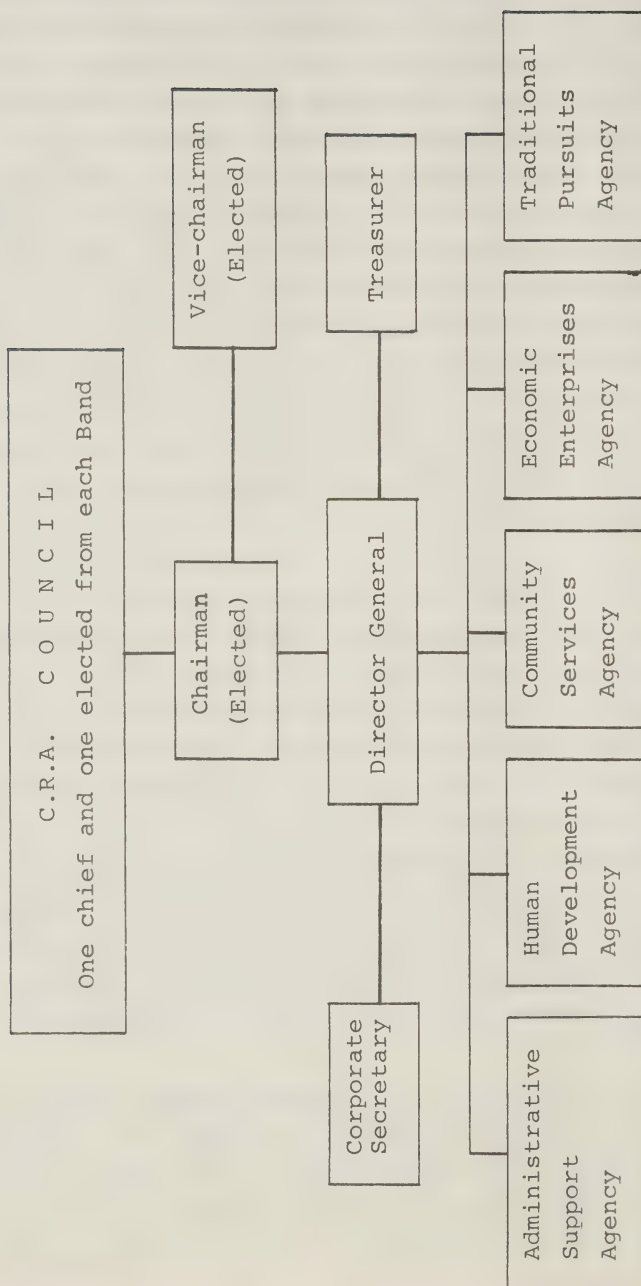 C.R.A. COUNCIL
One chief and one elected from each Band
Chairman
(Elected)
Vice-chairman
(Elected)
Corporate
Secretary
Director General
Treasurer
Administrative
Support
Agency
Human
Development
Agency
Community
Services
Agency
Economic
Enterprises
Agency
Traditional
Pursuits
Agency